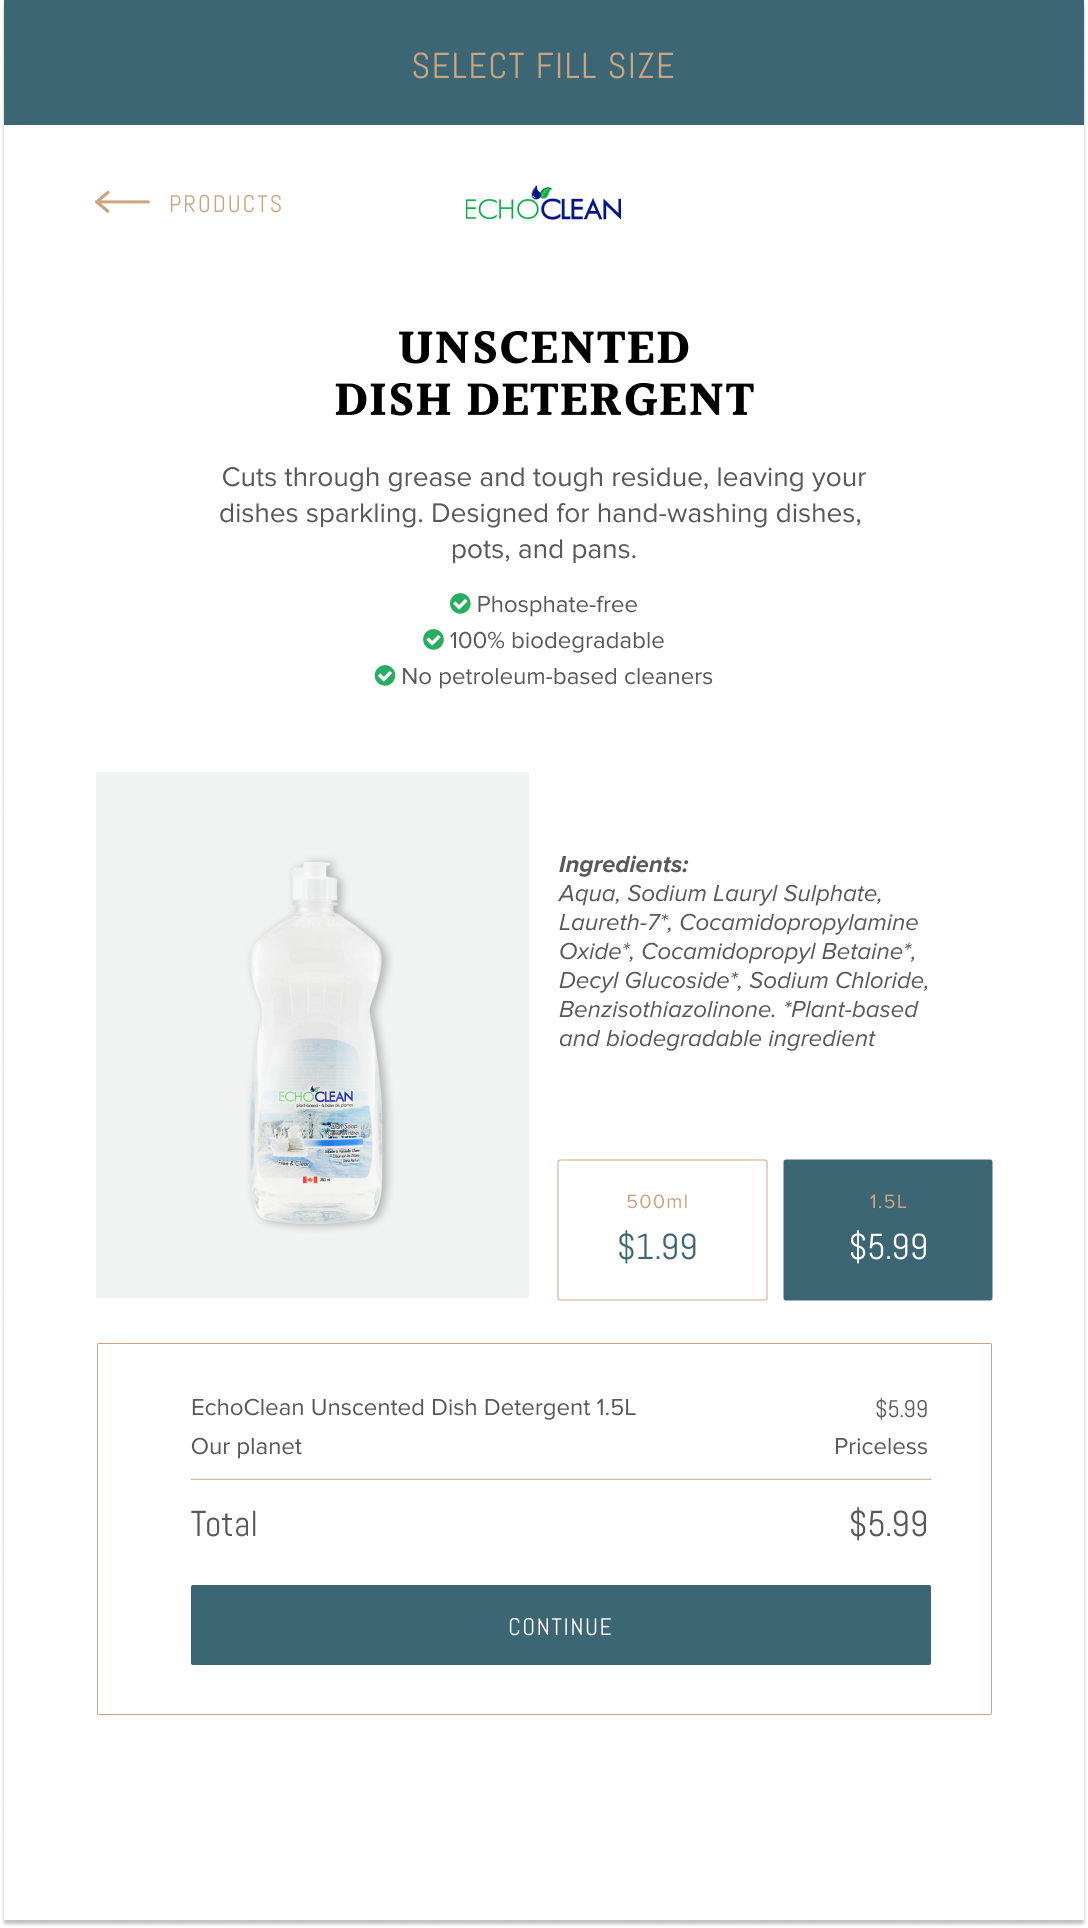 SELECT FILL SIZE
PRODUCTS
ECHOCLEAN
UNSCENTED
DISH DETERGENT
Cuts through grease and tough residue, leaving your
dishes sparkling. Designed for hand-washing dishes,
pots, and pans.
Phosphate-free
100% biodegradable
No petroleum-based cleaners
Ingredients:
Aqua, Sodium Lauryl Sulphate,
Laureth-7*, Cocamidopropylamine
Oxide*, Cocamidopropyl Betaine*,
Decyl Glucoside*, Sodium Chloride,
Benzisothiazolinone. *Plant-based
and biodegradable ingredient
ECHOCLEAN
Dish Soap
Free & Clear
500ml
$1.99
1.5L
$5.99
EchoClean Unscented Dish Detergent 1.5L $5.99
Our planet Priceless
Total $5.99
CONTINUE